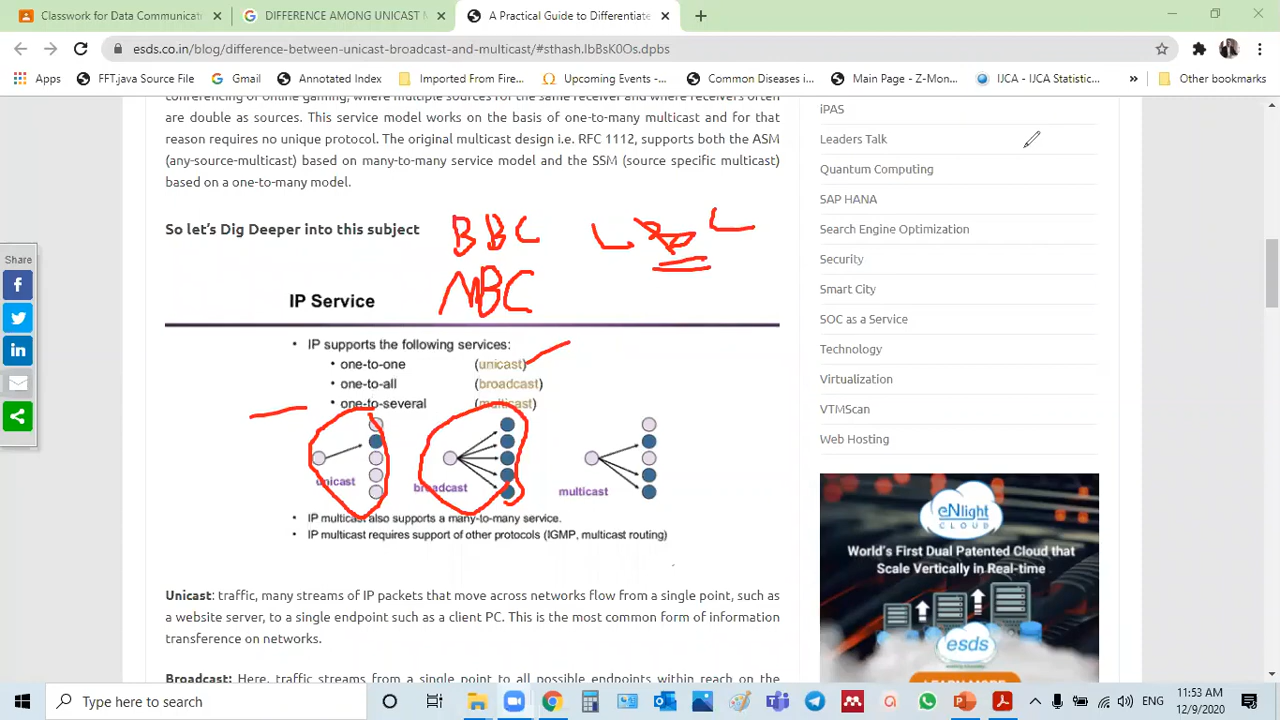 Classwork for Data Communicat
DIFFERENCE AMONG UNICAST M
A Practical Guide to Differentiate
esds.co.in/blog/difference-between-unicast-broadcast-and-multicast/#sthash.IbBsK0Os.dpbs
Apps
FFT.java Source File
Gmail
Annotated Index
Imported From Fire...
Upcoming Events -...
Common Diseases i...
Main Page - Z-Mon...
IJCA - IJCA Statistic...
Other bookmarks
conferencing or online gaming, where multiple sources for the same receiver and where receivers often
are double as sources. This service model works on the basis of one-to-many multicast and for that
reason requires no unique protocol. The original multicast design i.e. RFC 1112, supports both the ASM
(any-source-multicast) based on many-to-many service model and the SSM (source specific multicast)
based on a one-to-many model.
So let's Dig Deeper into this subject
BBC
NBC
IP Service
• IP supports the following services:
• one-to-one (unicast)
• one-to-all (broadcast)
• one-to-several (multicast)
unicast
broadcast
multicast
• IP multicast also supports a many-to-many service.
• IP multicast requires support of other protocols (IGMP, multicast routing)
Unicast: traffic, many streams of IP packets that move across networks flow from a single point, such as
a website server, to a single endpoint such as a client PC. This is the most common form of information
transference on networks.
Broadcast: Here, traffic streams from a single point to all possible endpoints within reach on the
Share
iPAS
Leaders Talk
Quantum Computing
SAP HANA
Search Engine Optimization
Security
Smart City
SOC as a Service
Technology
Virtualization
VTMScan
Web Hosting
eNlight
CLOUD
World's First Dual Patented Cloud that
Scale Vertically in Real-time
esds
LEARN MORE
Type here to search
11:53 AM
12/9/2020